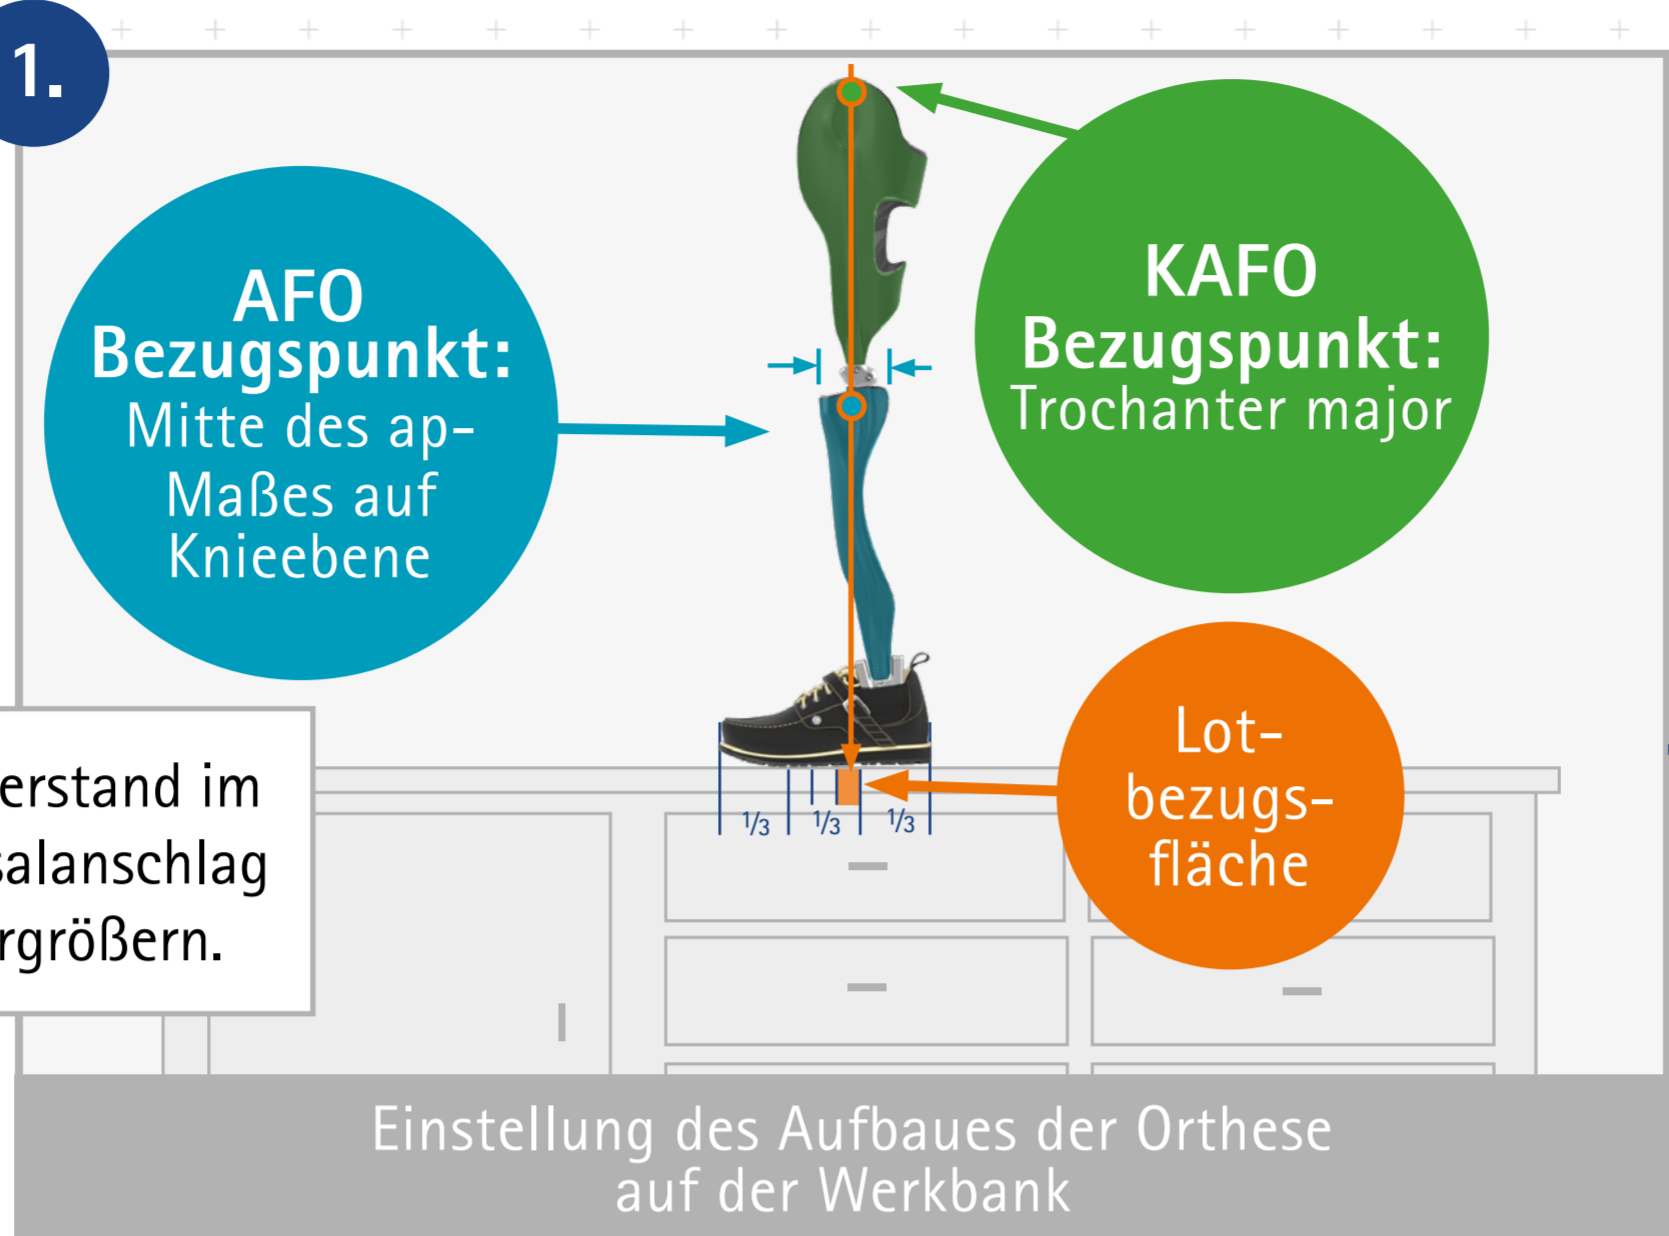 1.
AFO
Bezugspunkt:
Mitte des ap-
Maßes auf
Knieebene
KAFO
Bezugspunkt:
Trochanter major
Lot-
bezugs-
fläche
erstand im
salanschlag
rgrößern.
1/3 1/3 1/3
Einstellung des Aufbaues der Orthese
auf der Werkbank